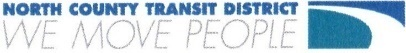 NORTH COUNTY TRANSIT DISTRICT
WE MOVE PEOPLE